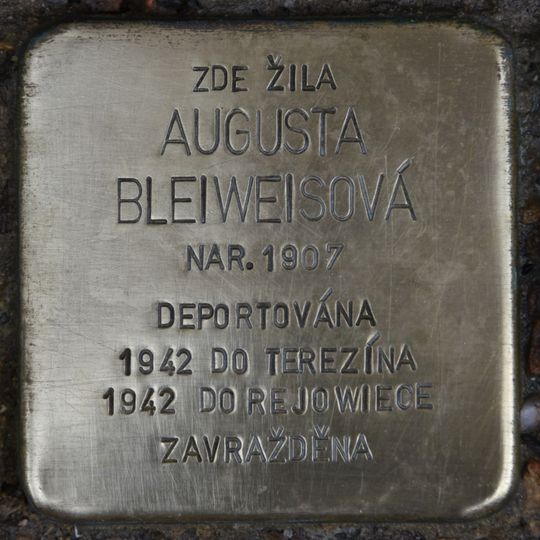 ZDE ŽILA
AUGUSTA
BLEIWEISOVÁ
NAR. 1907
DEPORTOVÁNA
1942 DO TEREZÍNA
1942 DO REJOWIECE
ZAVRAŽDĚNA